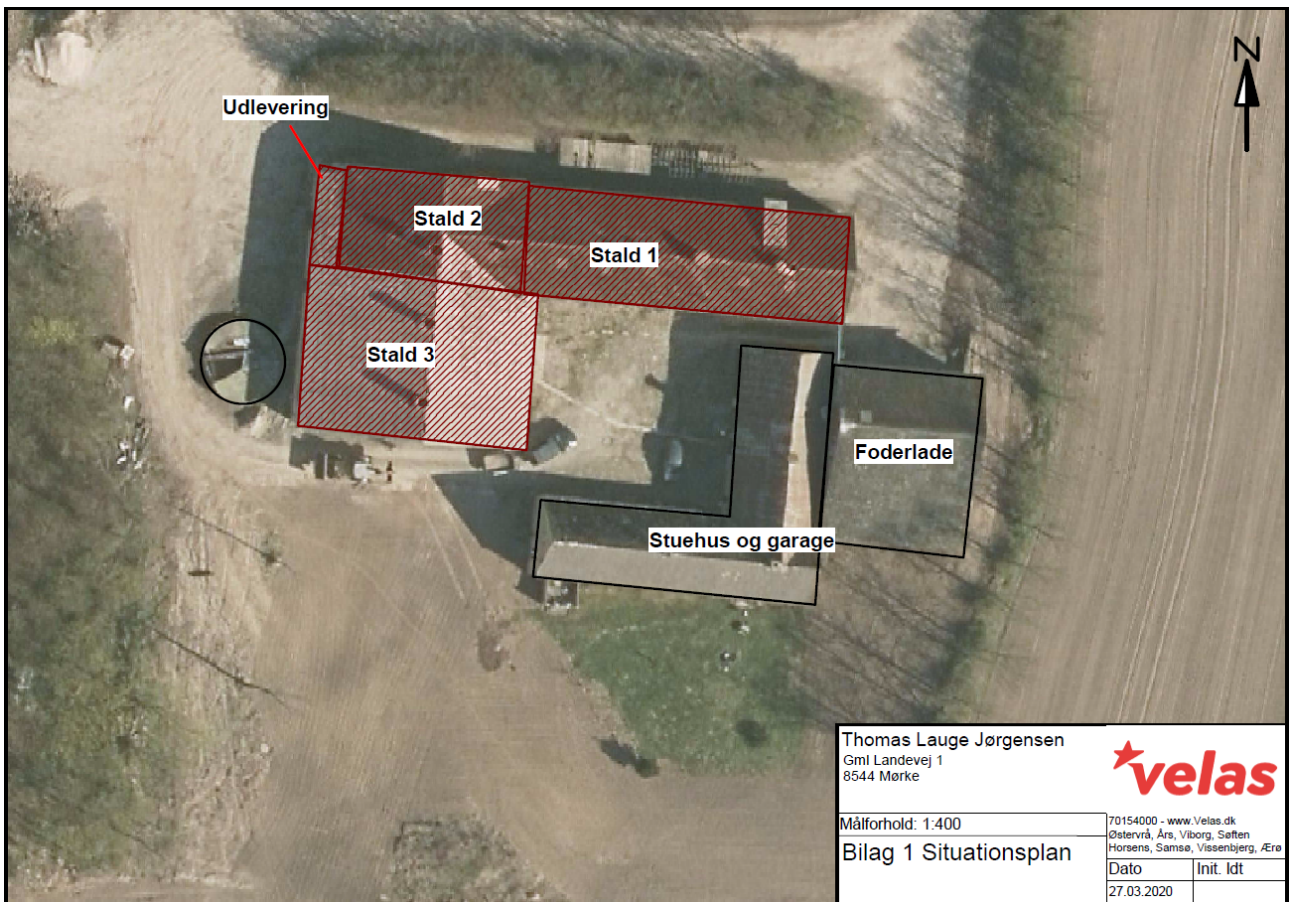 N
Udlevering
Stald 2
Stald 1
Stald 3
Foderlade
Stuehus og garage
Thomas Lauge Jørgensen
Gml Landevej 1
8544 Mørke
velas
Målforhold: 1:400
70154000 - www.Velas.dk
Østervrå, Års, Viborg, Søften
Horsens, Samsø, Vissenbjerg, Ærø
Bilag 1 Situationsplan
Dato Init. ldt
27.03.2020